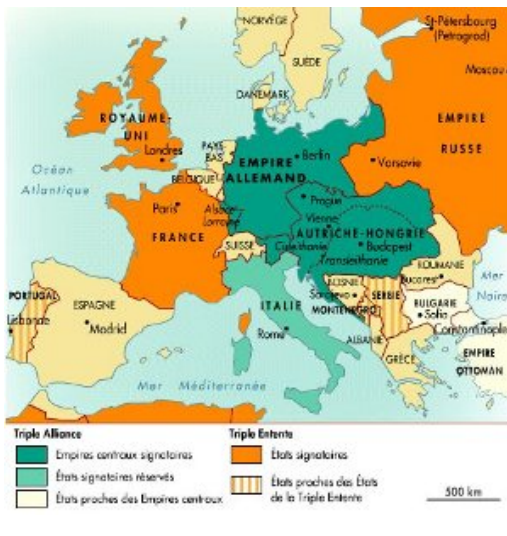 NORVÈGE
St-Pétersbourg
(Petrograd)
SUÈDE
Moscou
DANEMARK
ROYAUME-
UNI
EMPIRE
RUSSE
Londres
PAYS
BAS
EMPIRE
ALLEMAND
Berlin
Varsovie
Océan
Atlantique
BELGIQUE
Paris
Alsace
Lorraine
Prague
Vienne
AUTRICHE-HONGRIE
FRANCE
SUISSE
Cisleithanie
Budapest
Transleithanie
ROUMANIE
Bucarest
Mer
Noire
PORTUGAL
ESPAGNE
ITALIE
BOSNIE
Sarajevo
SERBIE
MONTENEGRO
BULGARIE
Sofia
Lisbonne
Madrid
Rome
Constantinople
ALBANIE
EMPIRE
OTTOMAN
GRÈCE
Mer Méditerranée
Triple Alliance
Empires centraux signataires
États signataires réservés
États proches des Empires centraux
Triple Entente
États signataires
États proches des États
de la Triple Entente
500 km